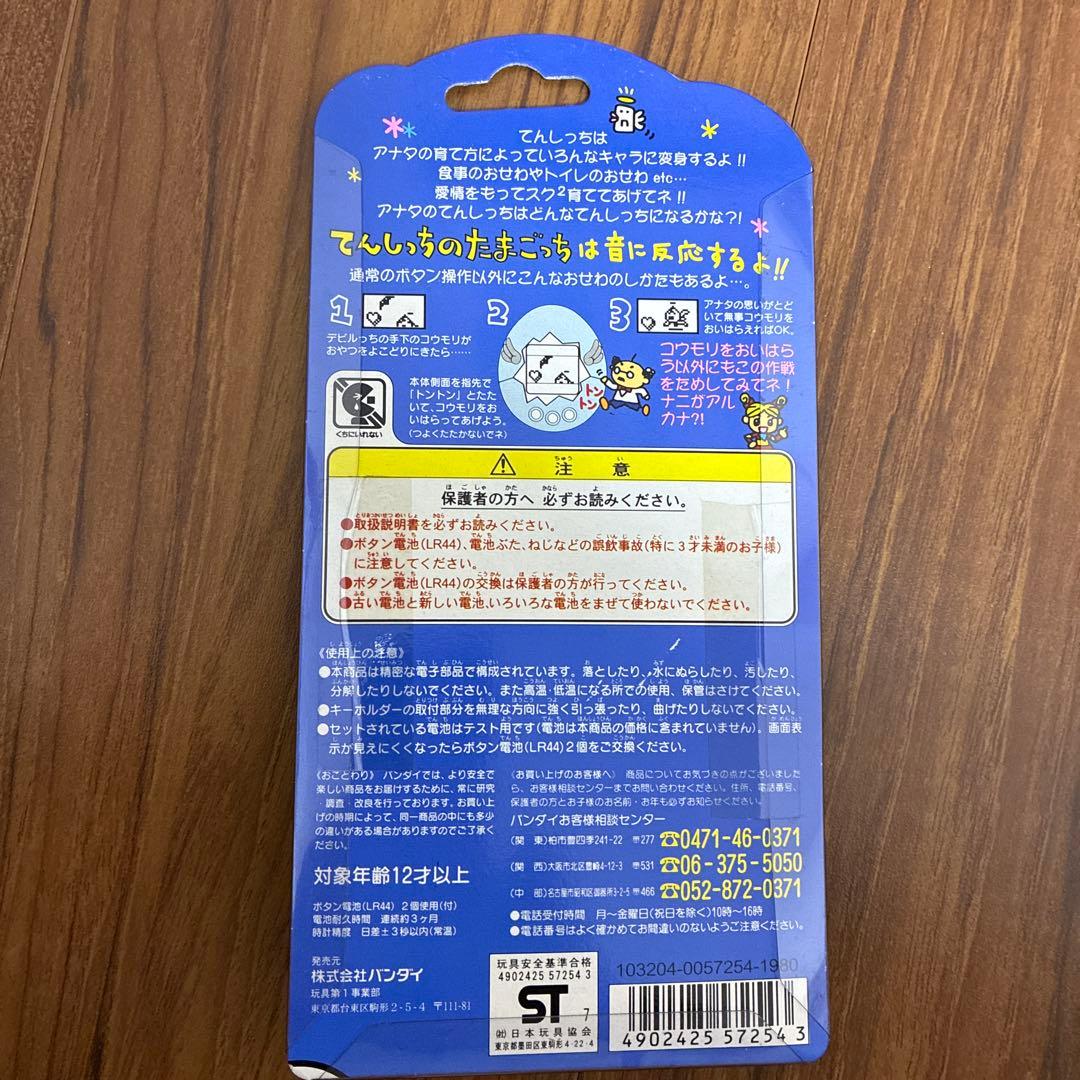 てんしっちは
アナタの育て方によっていろんなキャラに変身するよ!!
食事のおせわやトイレのおせわ etc…
愛情をもってスク²育ててあげてネ!!
アナタのてんしっちはどんなてんしっちになるかな?!
てんしっちのたまごっちは音に反応するよ!!
通常のボタン操作以外にこんなおせわのしかたもあるよ…。
1
デビルっちの手下のコウモリが
おやつをよこどりにきたら……
2
本体側面を指先で
「トントン」とたた
いて、コウモリをお
いはらってあげよう。
(つよくたたかないでネ)
トントン
3
アナタの思いがとど
いて無事コウモリを
おいはらえればOK。
コウモリをおいはら
う以外にもこの作戦
をためしてみてネ!
ナニがアル
カナ?!
くちにいれない
⚠ 注意
保護者の方へ 必ずお読みください。
●取扱説明書を必ずお読みください。
●ボタン電池(LR44)、電池ぶた、ねじなどの誤飲事故(特に3才未満のお子様)
に注意してください。
●ボタン電池(LR44)の交換は保護者の方が行ってください。
●古い電池と新しい電池、いろいろな電池をまぜて使わないでください。
《使用上の注意》
●本商品は精密な電子部品で構成されています。落としたり、水にぬらしたり、汚したり、
分解したりしないでください。また高温・低温になる所での使用、保管はさけてください。
●キーホルダーの取付部分を無理な方向に強く引っ張ったり、曲げたりしないでください。
●セットされている電池はテスト用です(電池は本商品の価格に含まれていません)。画面表
示が見えにくくなったらボタン電池(LR44)2個をご交換ください。
《おことわり》 バンダイでは、より安全で
楽しい商品をお届けするために、常に研究
・調査・改良を行っております。お買い上
げの時期によって、同一商品の中にも多少
の違いがある場合がありますのでご了承く
ださい。
対象年齢12才以上
ボタン電池(LR44) 2個使用(付)
電池耐久時間 連続約3ヶ月
時計精度 日差±3秒以内(常温)
発売元
株式会社バンダイ
玩具第1事業部
東京都台東区駒形2-5-4 〒111-81
〈お買い上げのお客様へ〉 商品についてお気づきの点がございました
ら、お客様相談センターまでお問い合わせください。住所、電話番号、
保護者の方とお子様のお名前・お年も必ずお知らせください。
バンダイお客様相談センター
(関 東)柏市豊四季241-22 〒277 ☎0471-46-0371
(関 西)大阪市北区豊崎4-12-3 〒531 ☎06-375-5050
(中 部)名古屋市昭和区御器所3-2-5 〒466 ☎052-872-0371
●電話受付時間 月〜金曜日(祝日を除く)10時〜16時
●電話番号はよく確かめてお間違いのないようご注意ください。
玩具安全基準合格
4902425 57254 3
ST 7
㈳日本玩具協会
東京都墨田区東駒形4-22-4
103204-0057254-1980
4902425 572543